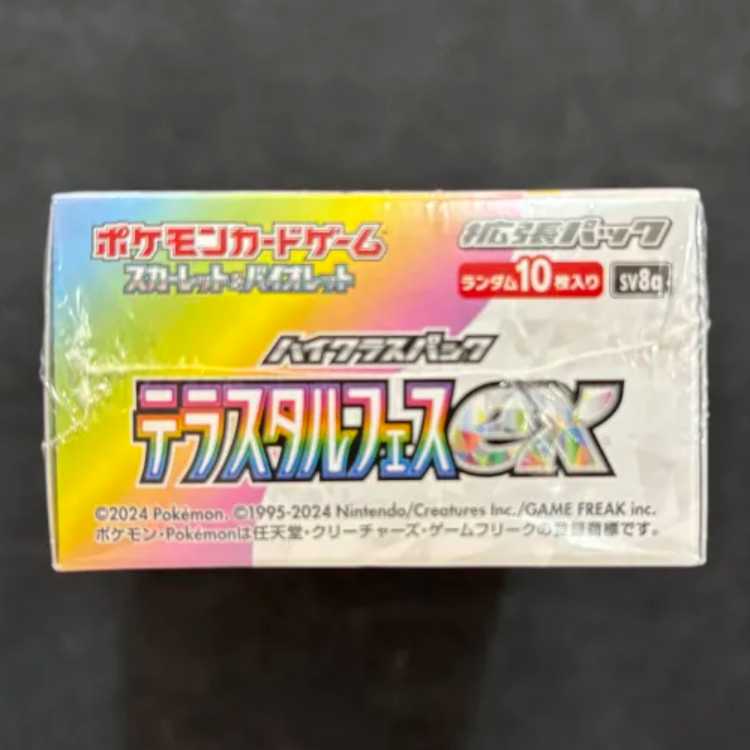 ポケモンカードゲーム
スカーレット&バイオレット
拡張パック
ランダム10枚入り
SV8a
ハイクラスパック
テラスタルフェスex
©2024 Pokémon. ©1995-2024 Nintendo/Creatures Inc./GAME FREAK inc.
ポケモン・Pokémonは任天堂・クリーチャーズ・ゲームフリークの登録商標です。